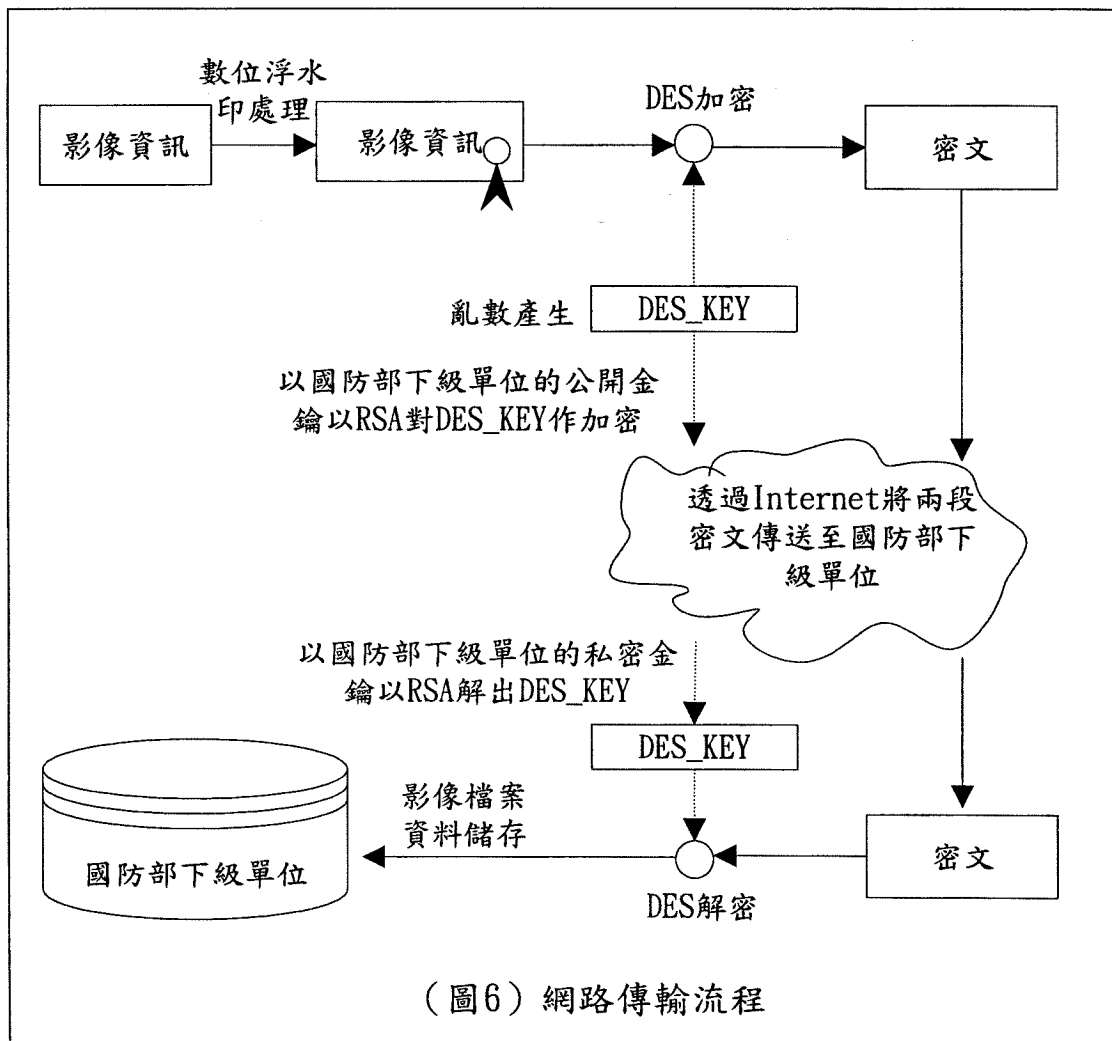 數位浮水
印處理
影像資訊
影像資訊
DES加密
密文
亂數產生
DES_KEY
以國防部下級單位的公開金
鑰以RSA對DES_KEY作加密
透過Internet將兩段
密文傳送至國防部下
級單位
以國防部下級單位的私密金
鑰以RSA解出DES_KEY
DES_KEY
影像檔案
資料儲存
國防部下級單位
密文
DES解密
(圖6)網路傳輸流程